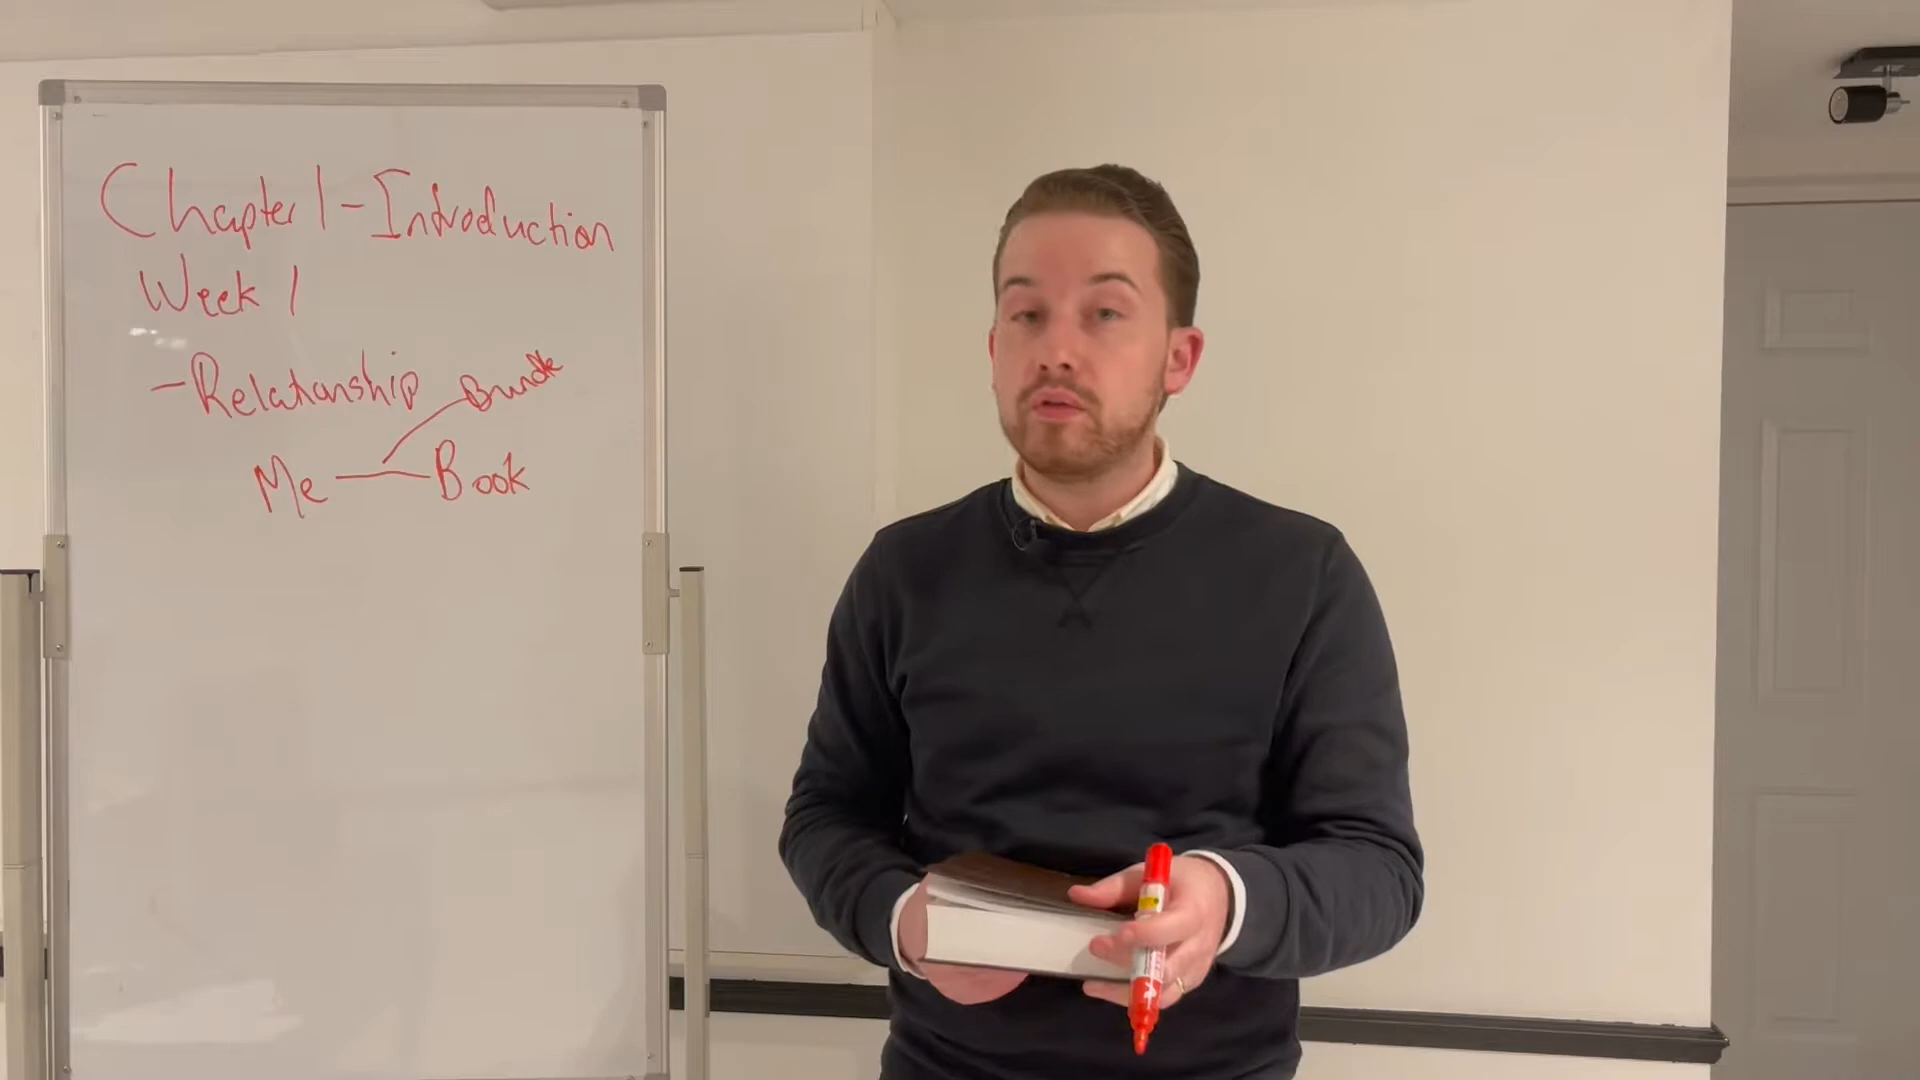 Chapter 1 - Introduction
Week 1
- Relationship
Me — Book